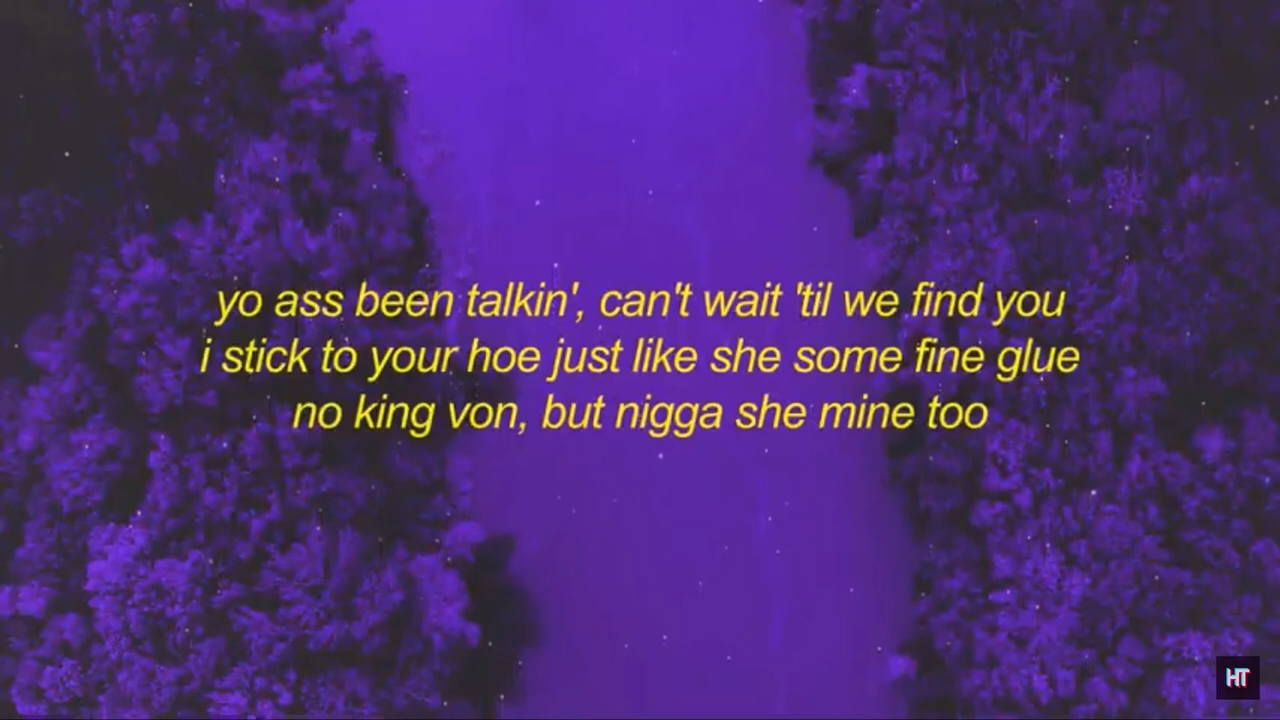 yo ass been talkin', can't wait 'til we find you
i stick to your hoe just like she some fine glue
no king von, but nigga she mine too
HT